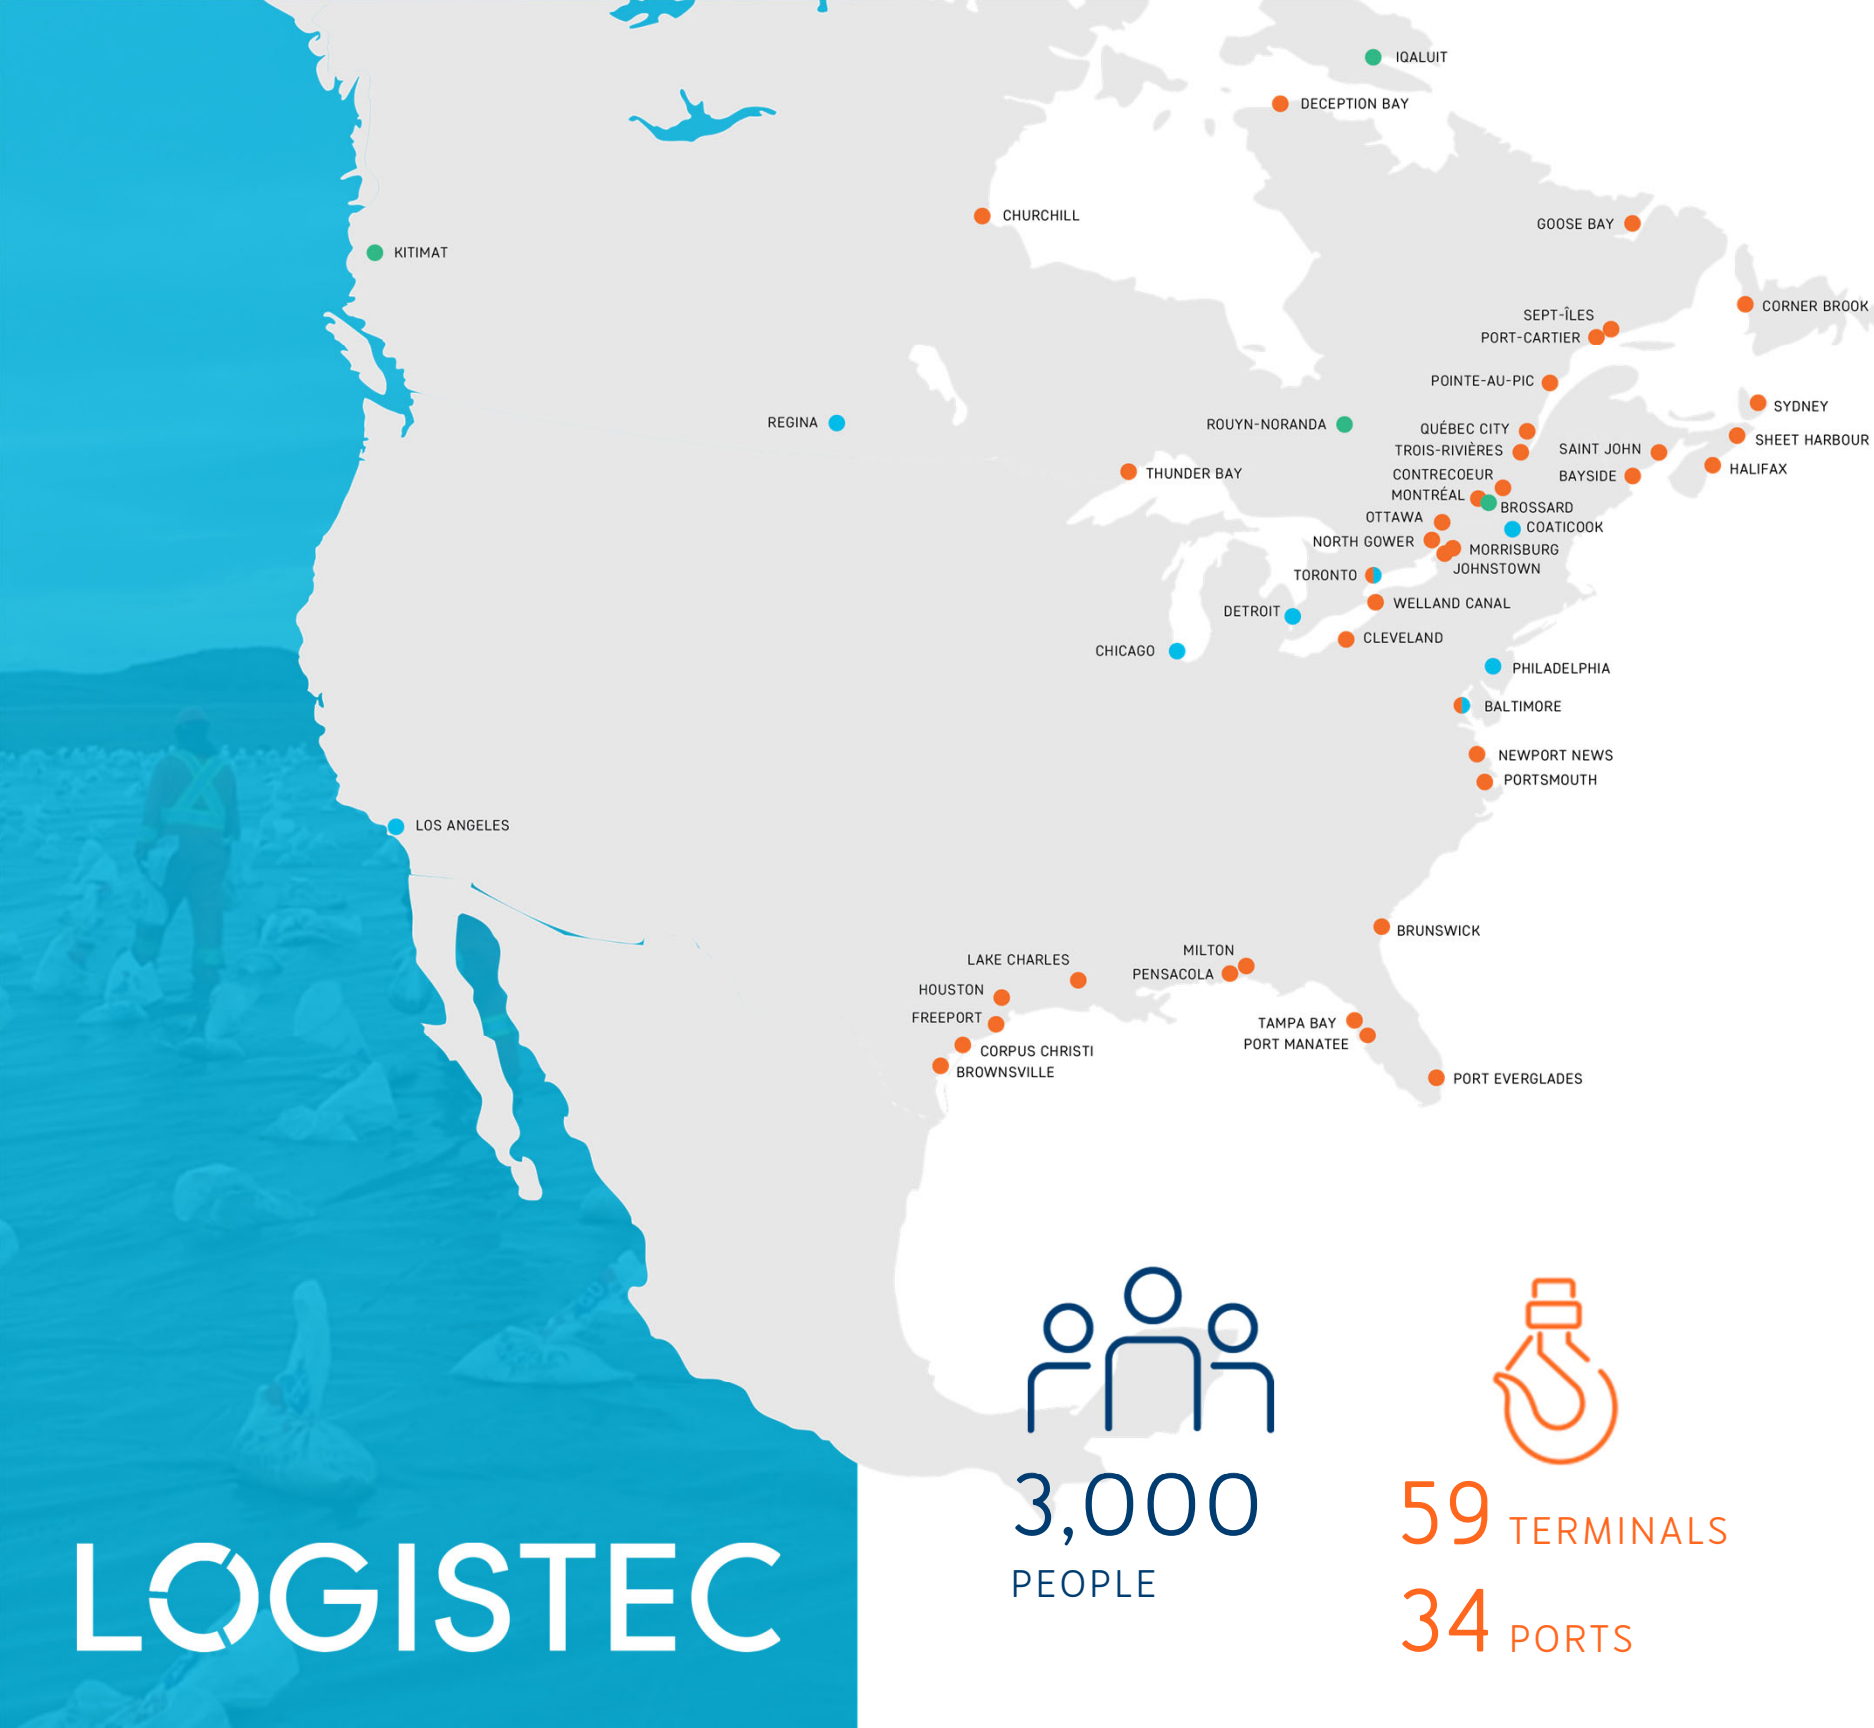 IQALUIT
DECEPTION BAY
CHURCHILL
GOOSE BAY
KITIMAT
CORNER BROOK
SEPT-ÎLES
PORT-CARTIER
POINTE-AU-PIC
SYDNEY
REGINA
ROUYN-NORANDA
QUÉBEC CITY
SHEET HARBOUR
TROIS-RIVIÈRES
SAINT JOHN
HALIFAX
THUNDER BAY
CONTRECOEUR
BAYSIDE
MONTRÉAL
BROSSARD
OTTAWA
COATICOOK
NORTH GOWER
MORRISBURG
JOHNSTOWN
TORONTO
WELLAND CANAL
DETROIT
CLEVELAND
CHICAGO
PHILADELPHIA
BALTIMORE
NEWPORT NEWS
PORTSMOUTH
LOS ANGELES
BRUNSWICK
MILTON
LAKE CHARLES
PENSACOLA
HOUSTON
FREEPORT
TAMPA BAY
PORT MANATEE
CORPUS CHRISTI
BROWNSVILLE
PORT EVERGLADES
3,000
PEOPLE
59 TERMINALS
34 PORTS
LOGISTEC